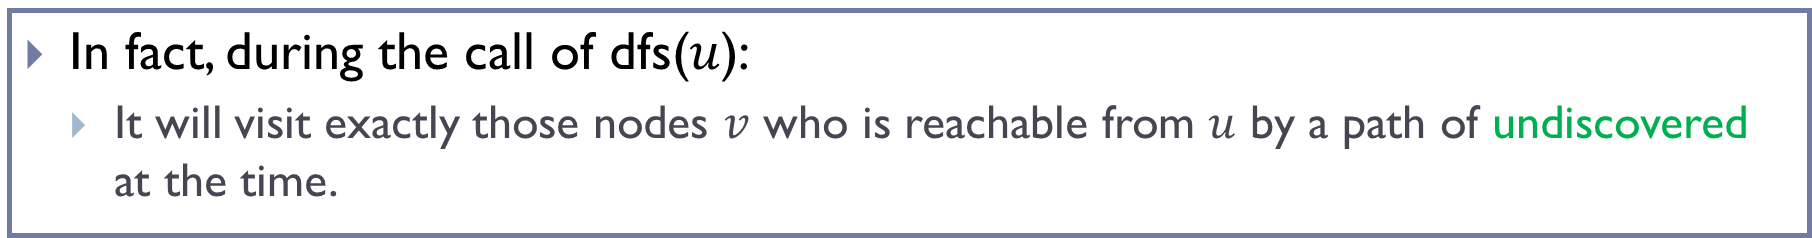 In fact, during the call of dfs(u):
It will visit exactly those nodes v who is reachable from u by a path of undiscovered
at the time.